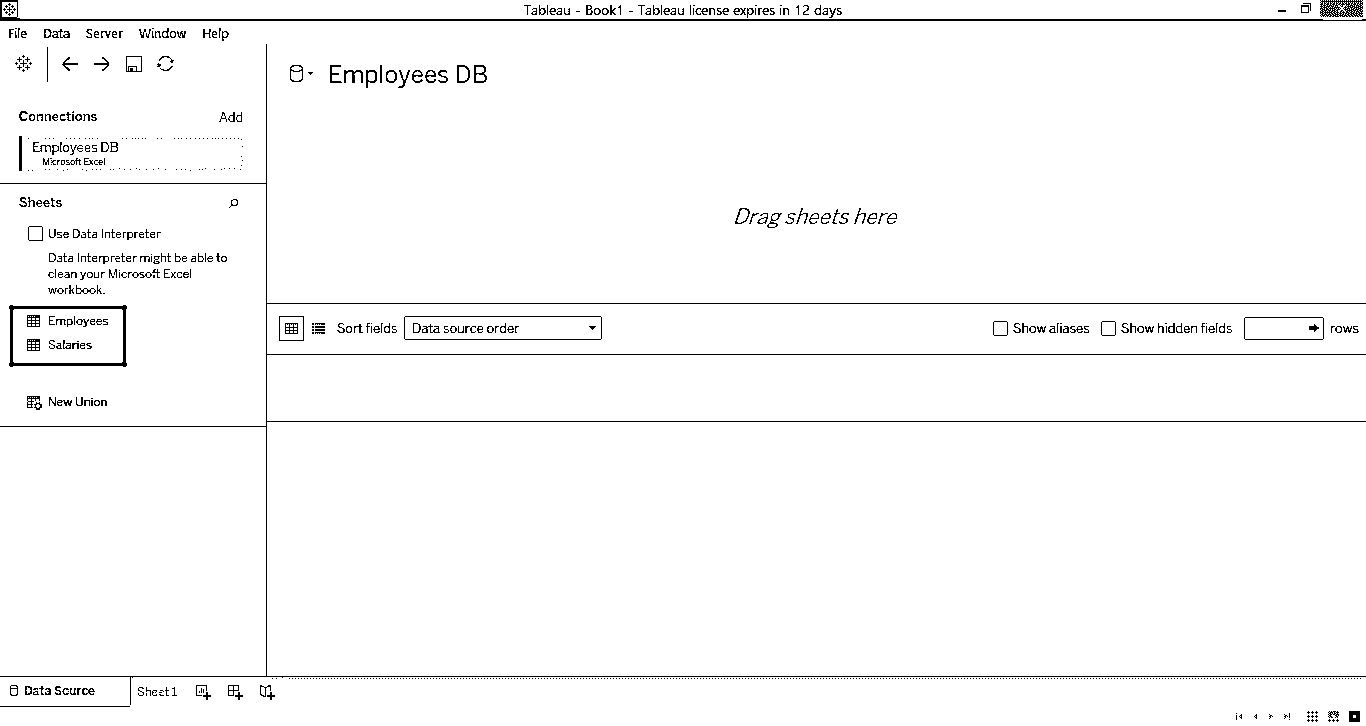 Tableau - Book1 - Tableau license expires in 12 days
File Data Server Window Help
Connections Add
Employees DB
Microsoft Excel
Sheets
Use Data Interpreter
Data Interpreter might be able to
clean your Microsoft Excel
workbook.
Employees
Salaries
New Union
Employees DB
Drag sheets here
Sort fields Data source order Show aliases Show hidden fields rows
Data Source Sheet1